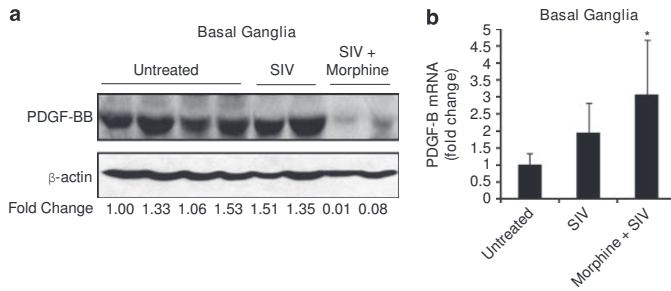 a
Basal Ganglia
Untreated SIV SIV +
Morphine
PDGF-BB
β-actin
Fold Change 1.00 1.33 1.06 1.53 1.51 1.35 0.01 0.08
b
Basal Ganglia
PDGF-B mRNA
(fold change)
5
4.5
4
3.5
3
2.5
2
1.5
1
0.5
0
*
Untreated
SIV
Morphine + SIV